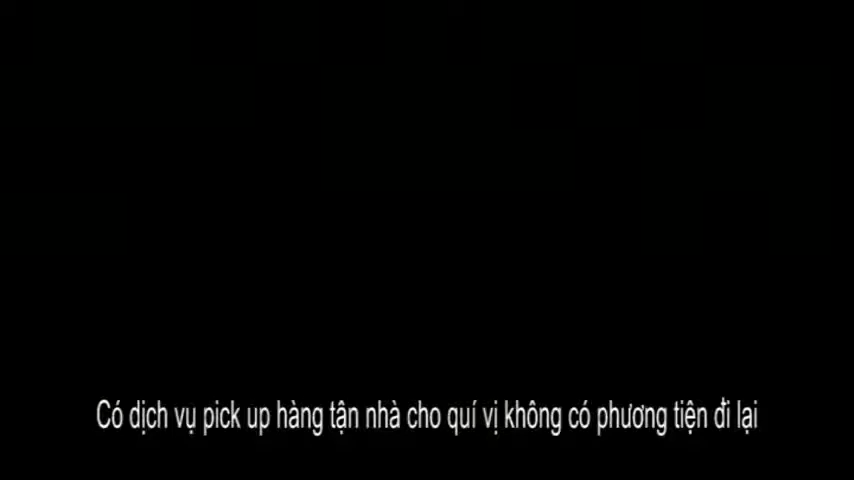 Có dịch vụ pick up hàng tận nhà cho quí vị không có phương tiện đi lại